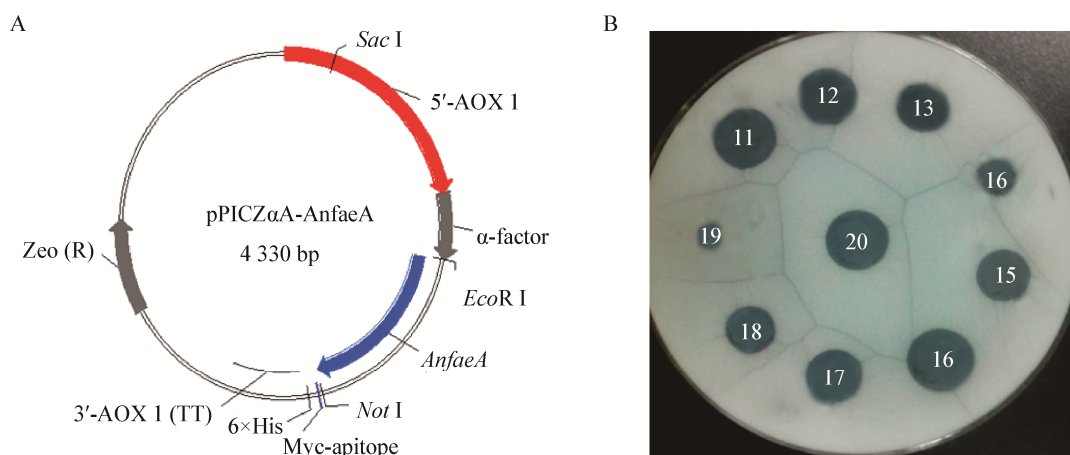 A
Sac I
5′-AOX 1
pPICZαA-AnfaeA
4 330 bp
α-factor
Zeo (R)
EcoR I
AnfaeA
3′-AOX 1 (TT)
Not I
6×His
Myc-apitope
B
12
13
11
16
19
20
15
18
17
16